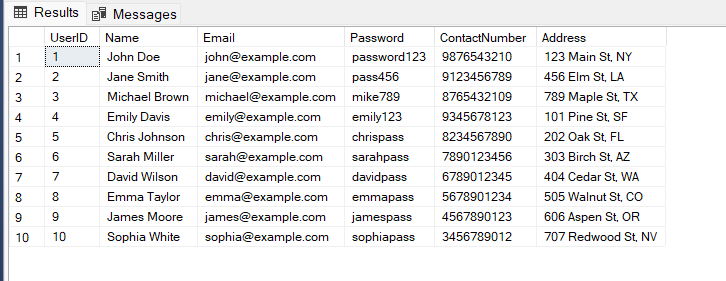 Results Messages
UserID Name Email Password ContactNumber Address
1 1 John Doe john@example.com password123 9876543210 123 Main St, NY
2 2 Jane Smith jane@example.com pass456 9123456789 456 Elm St, LA
3 3 Michael Brown michael@example.com mike789 8765432109 789 Maple St, TX
4 4 Emily Davis emily@example.com emily123 9345678123 101 Pine St, SF
5 5 Chris Johnson chris@example.com chrispass 8234567890 202 Oak St, FL
6 6 Sarah Miller sarah@example.com sarahpass 7890123456 303 Birch St, AZ
7 7 David Wilson david@example.com davidpass 6789012345 404 Cedar St, WA
8 8 Emma Taylor emma@example.com emmapass 5678901234 505 Walnut St, CO
9 9 James Moore james@example.com jamespass 4567890123 606 Aspen St, OR
10 10 Sophia White sophia@example.com sophiapass 3456789012 707 Redwood St, NV